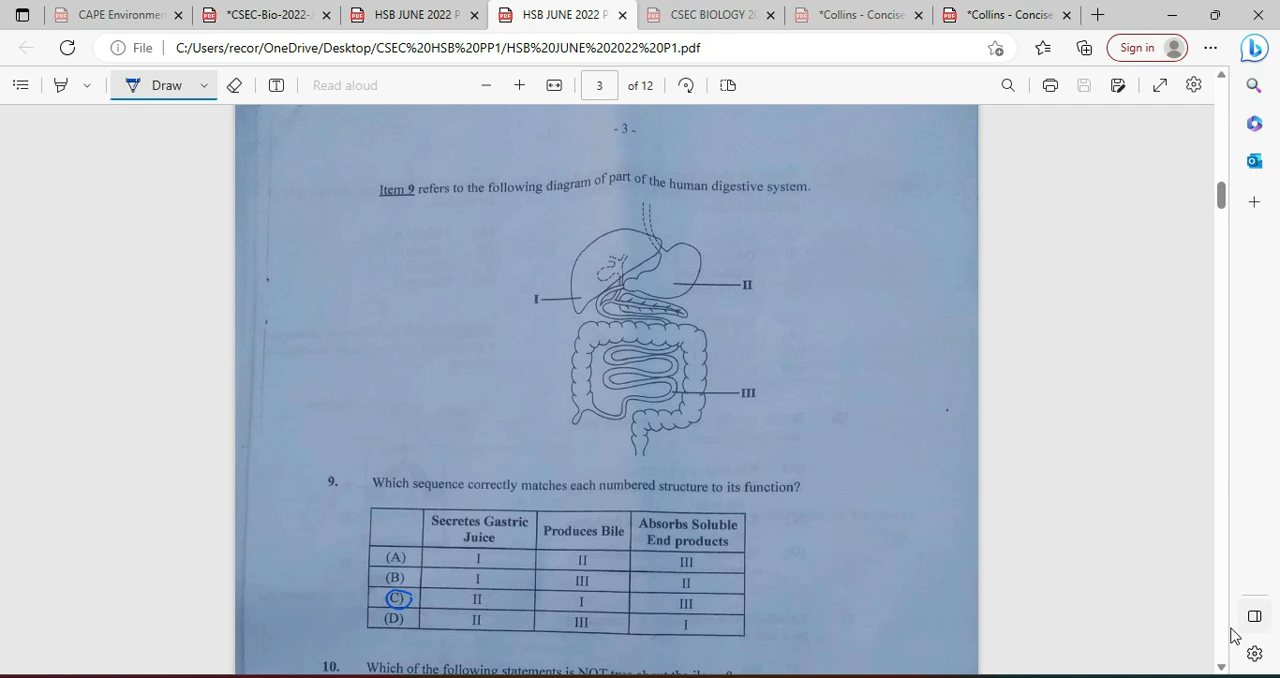 CAPE Environmen
*CSEC-Bio-2022-
HSB JUNE 2022 P
HSB JUNE 2022 P
CSEC BIOLOGY 20
*Collins - Concise
*Collins - Concise
File C:/Users/recor/OneDrive/Desktop/CSEC%20HSB%20PP1/HSB%20JUNE%202022%20P1.pdf Sign in
Draw Read aloud 3 of 12
- 3 -
Item 9 refers to the following diagram of part of the human digestive system.
I
II
III
9. Which sequence correctly matches each numbered structure to its function?
Secretes Gastric Juice Produces Bile Absorbs Soluble End products
(A) I II III
(B) I III II
(C) II I III
(D) II III I
10. Which of the following statements is NOT true about the